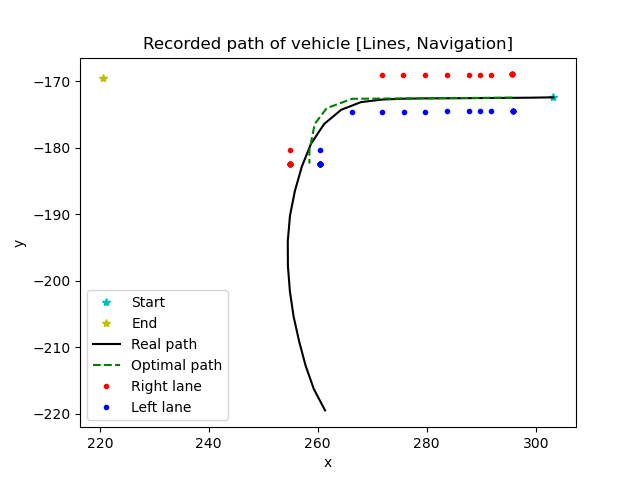 Recorded path of vehicle [Lines, Navigation]
−170
−180
−190
−200
−210
−220
y
Start
End
Real path
Optimal path
Right lane
Left lane
220
240
260
280
300
x